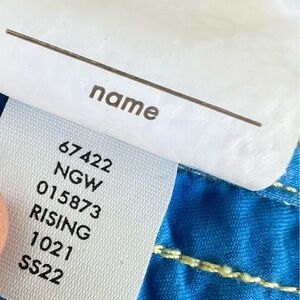 name
67422
NGW
015873
RISING
1021
SS22